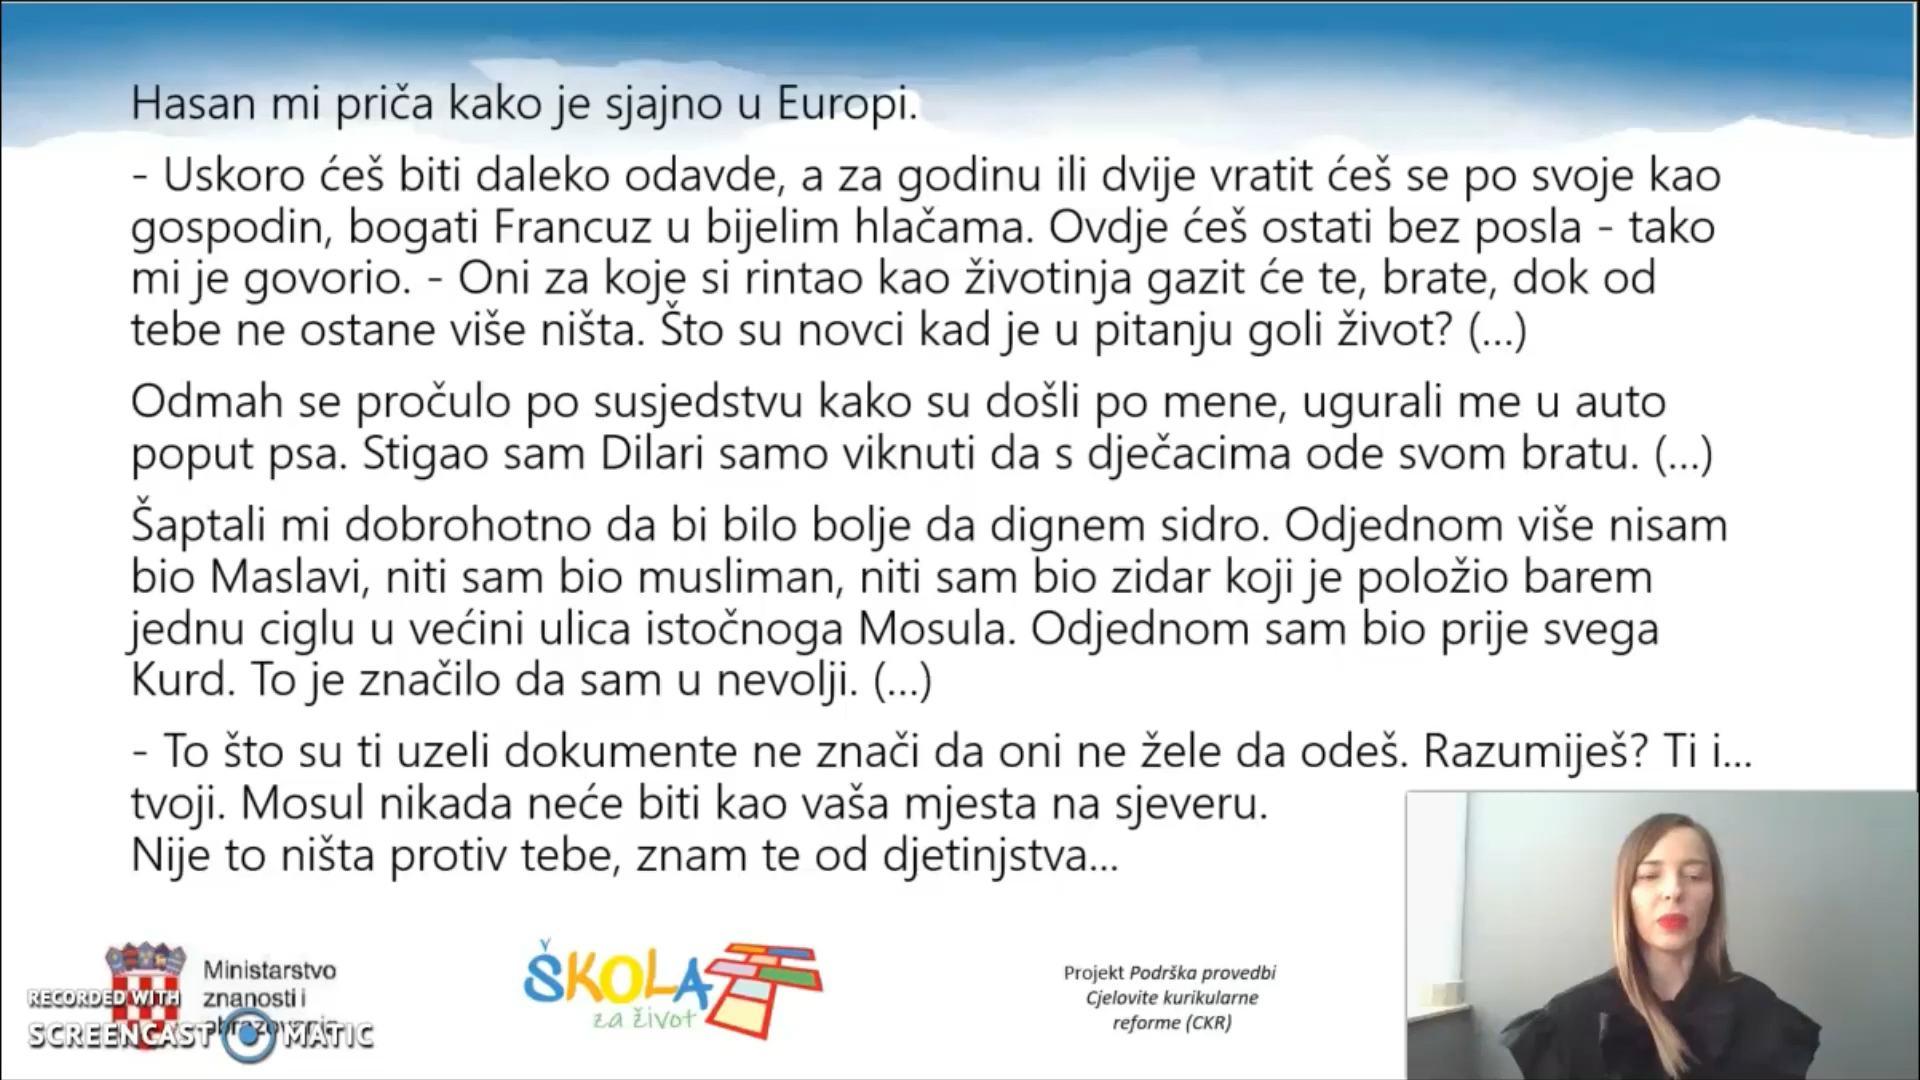 Hasan mi priča kako je sjajno u Europi.
- Uskoro ćeš biti daleko odavde, a za godinu ili dvije vratit ćeš se po svoje kao
gospodin, bogati Francuz u bijelim hlačama. Ovdje ćeš ostati bez posla - tako
mi je govorio. - Oni za koje si rintao kao životinja gazit će te, brate, dok od
tebe ne ostane više ništa. Što su novci kad je u pitanju goli život? (...)
Odmah se pročulo po susjedstvu kako su došli po mene, ugurali me u auto
poput psa. Stigao sam Dilari samo viknuti da s dječacima ode svom bratu. (...)
Šaptali mi dobrohotno da bi bilo bolje da dignem sidro. Odjednom više nisam
bio Maslavi, niti sam bio musliman, niti sam bio zidar koji je položio barem
jednu ciglu u većini ulica istočnoga Mosula. Odjednom sam bio prije svega
Kurd. To je značilo da sam u nevolji. (...)
- To što su ti uzeli dokumente ne znači da oni ne žele da odeš. Razumiješ? Ti i...
tvoji. Mosul nikada neće biti kao vaša mjesta na sjeveru.
Nije to ništa protiv tebe, znam te od djetinjstva...
Ministarstvo
znanosti i
obrazovanja
RECORDED WITH
SCREENCAST MATIC
ŠKOLA
za život
Projekt Podrška provedbi
Cjelovite kurikularne
reforme (CKR)